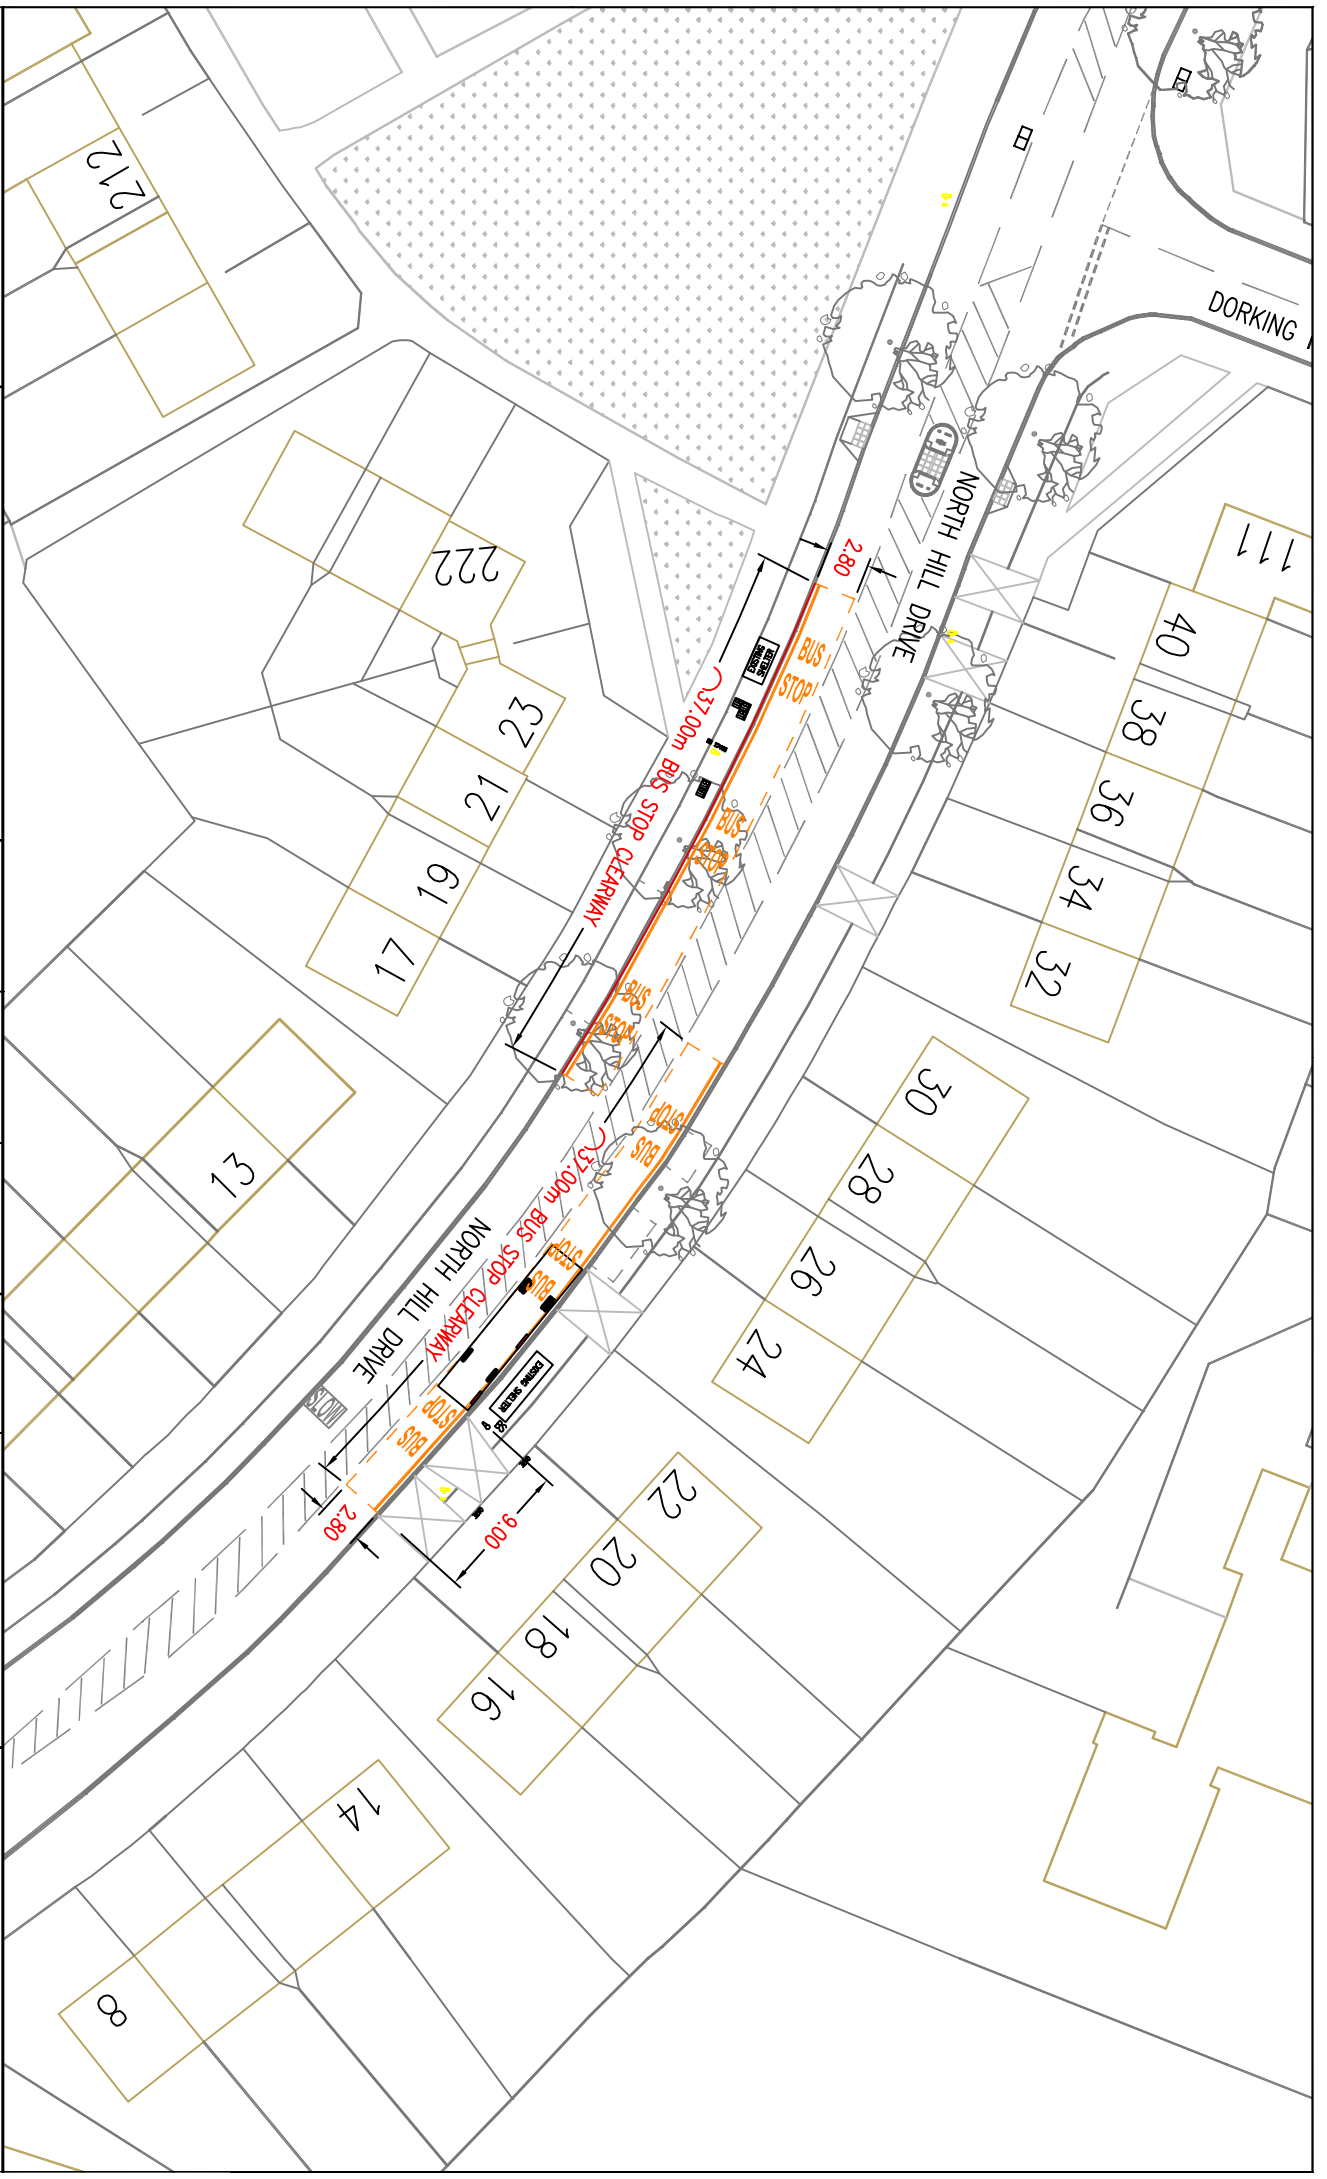 212
DORKING
NORTH HILL DRIVE
111
222
2.80
EXISTING
SHELTER
BUS
STOP
37.00m BUS STOP CLEARWAY
BUS
STOP
BUS
STOP
40
38
36
34
32
23
21
19
17
13
30
28
26
24
STOP
BUS
37.00m BUS STOP CLEARWAY
STOP
BUS
NORTH HILL DRIVE
SLOW
EXISTING SHELTER
STOP
BUS
2.80
9.00
22
20
18
16
14
8